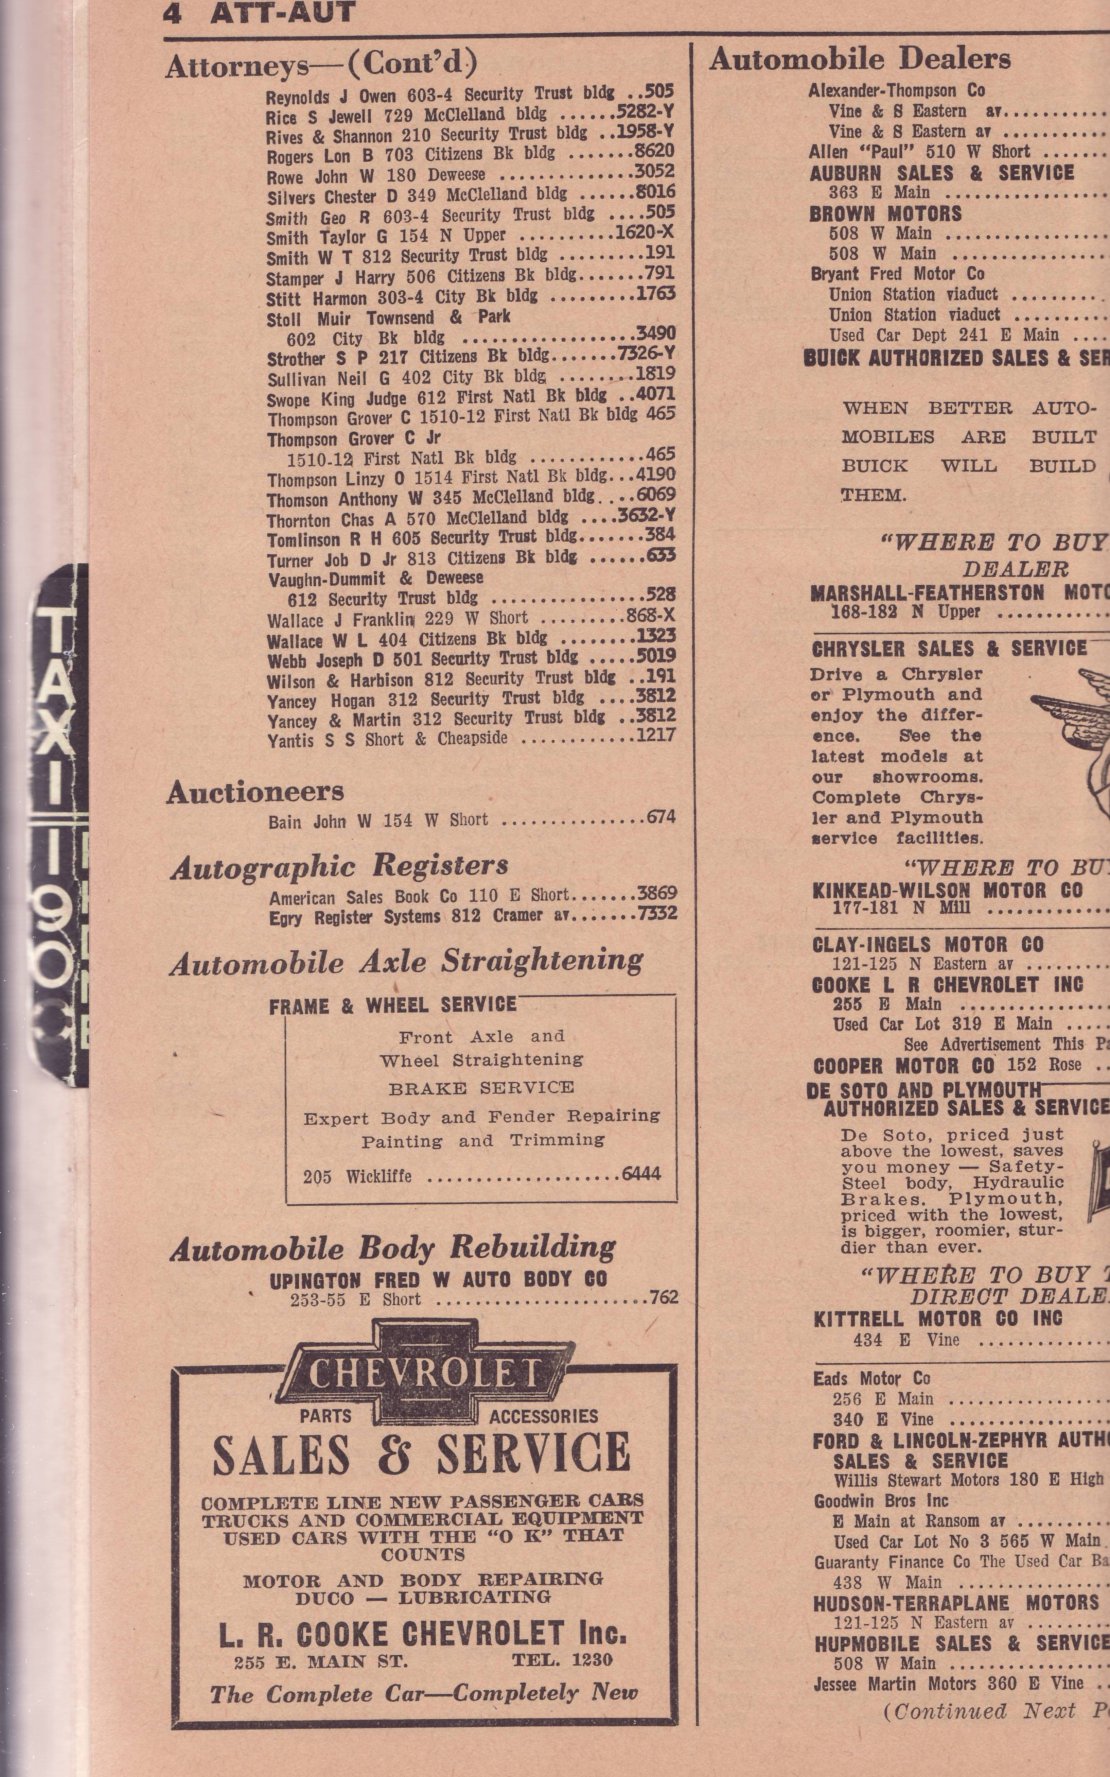 4 ATT-AUT
Attorneys—(Cont'd)
Reynolds J Owen 603-4 Security Trust bldg ..505
Rice S Jewell 729 McClelland bldg ......5282-Y
Rives & Shannon 210 Security Trust bldg ..1958-Y
Rogers Lon B 703 Citizens Bk bldg .......8620
Rowe John W 180 Deweese ..............3052
Silvers Chester D 349 McClelland bldg ......8016
Smith Geo R 603-4 Security Trust bldg ....505
Smith Taylor G 154 N Upper ..........1620-X
Smith W T 812 Security Trust bldg .........191
Stamper J Harry 506 Citizens Bk bldg.......791
Stitt Harmon 303-4 City Bk bldg .........1763
Stoll Muir Townsend & Park
602 City Bk bldg ..................3490
Strother S P 217 Citizens Bk bldg.......7326-Y
Sullivan Neil G 402 City Bk bldg ........1819
Swope King Judge 612 First Natl Bk bldg ..4071
Thompson Grover C 1510-12 First Natl Bk bldg 465
Thompson Grover C Jr
1510-12 First Natl Bk bldg ............465
Thompson Linzy O 1514 First Natl Bk bldg...4190
Thomson Anthony W 345 McClelland bldg....6069
Thornton Chas A 570 McClelland bldg ....3632-Y
Tomlinson R H 605 Security Trust bldg.......384
Turner Job D Jr 813 Citizens Bk bldg ......633
Vaughn-Dummit & Deweese
612 Security Trust bldg ................528
Wallace J Franklin 229 W Short .........868-X
Wallace W L 404 Citizens Bk bldg ........1323
Webb Joseph D 501 Security Trust bldg .....5019
Wilson & Harbison 812 Security Trust bldg ..191
Yancey Hogan 312 Security Trust bldg ....3812
Yancey & Martin 312 Security Trust bldg ..3812
Yantis S S Short & Cheapside ............1217
Auctioneers
Bain John W 154 W Short ...............674
Autographic Registers
American Sales Book Co 110 E Short.......3869
Egry Register Systems 812 Cramer av.......7332
Automobile Axle Straightening
FRAME & WHEEL SERVICE
Front Axle and
Wheel Straightening
BRAKE SERVICE
Expert Body and Fender Repairing
Painting and Trimming
205 Wickliffe ....................6444
Automobile Body Rebuilding
UPINGTON FRED W AUTO BODY CO
253-55 E Short ......................762
CHEVROLET
PARTS ACCESSORIES
SALES & SERVICE
COMPLETE LINE NEW PASSENGER CARS
TRUCKS AND COMMERCIAL EQUIPMENT
USED CARS WITH THE "O K" THAT
COUNTS
MOTOR AND BODY REPAIRING
DUCO — LUBRICATING
L. R. COOKE CHEVROLET Inc.
255 E. MAIN ST. TEL. 1230
The Complete Car—Completely New
Automobile Dealers
Alexander-Thompson Co
Vine & S Eastern av...........
Vine & S Eastern av ...........
Allen "Paul" 510 W Short .......
AUBURN SALES & SERVICE
363 E Main .................
BROWN MOTORS
508 W Main .................
508 W Main .................
Bryant Fred Motor Co
Union Station viaduct ..........
Union Station viaduct ..........
Used Car Dept 241 E Main ....
BUICK AUTHORIZED SALES & SER
WHEN BETTER AUTO-
MOBILES ARE BUILT
BUICK WILL BUILD
THEM.
"WHERE TO BUY
DEALER
MARSHALL-FEATHERSTON MOTO
168-182 N Upper ............
CHRYSLER SALES & SERVICE
Drive a Chrysler
or Plymouth and
enjoy the differ-
ence. See the
latest models at
our showrooms.
Complete Chrys-
ler and Plymouth
service facilities.
"WHERE TO BU
KINKEAD-WILSON MOTOR CO
177-181 N Mill .............
CLAY-INGELS MOTOR CO
121-125 N Eastern av .........
COOKE L R CHEVROLET INC
255 E Main ................
Used Car Lot 319 E Main .....
See Advertisement This Pa
COOPER MOTOR CO 152 Rose ..
DE SOTO AND PLYMOUTH
AUTHORIZED SALES & SERVICE
De Soto, priced just
above the lowest, saves
you money — Safety-
Steel body, Hydraulic
Brakes. Plymouth,
priced with the lowest,
is bigger, roomier, stur-
dier than ever.
"WHERE TO BUY
DIRECT DEALE
KITTRELL MOTOR CO INC
434 E Vine ..............
Eads Motor Co
256 E Main .................
340 E Vine .................
FORD & LINCOLN-ZEPHYR AUTHO
SALES & SERVICE
Willis Stewart Motors 180 E High
Goodwin Bros Inc
E Main at Ransom av ..........
Used Car Lot No 3 565 W Main
Guaranty Finance Co The Used Car Ba
438 W Main ................
HUDSON-TERRAPLANE MOTORS
121-125 N Eastern av .........
HUPMOBILE SALES & SERVICE
508 W Main .................
Jessee Martin Motors 360 E Vine ..
(Continued Next P
TAXI
190